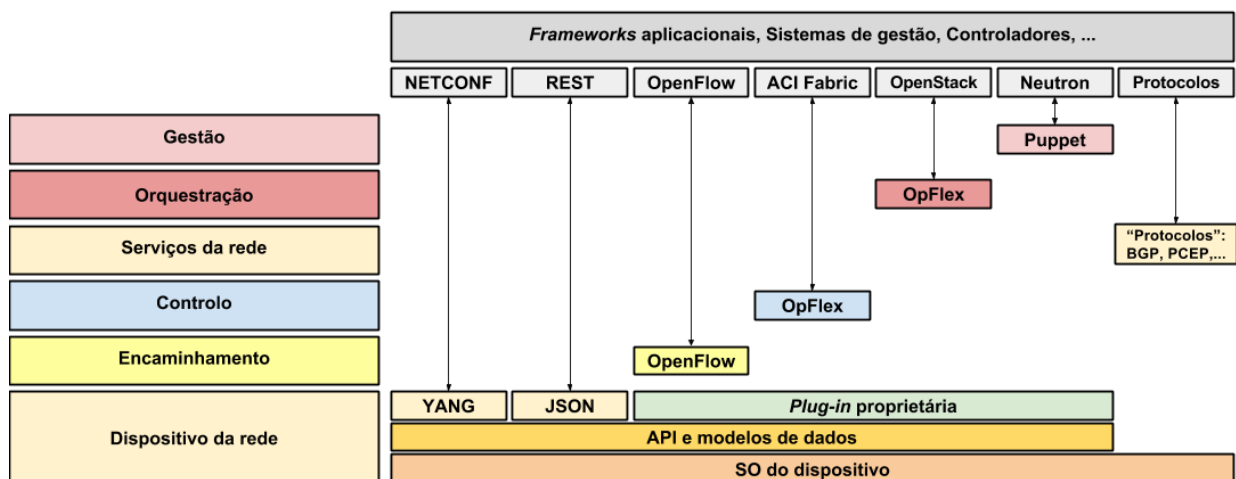 Frameworks aplicacionais, Sistemas de gestão, Controladores, ...
NETCONF
REST
OpenFlow
ACI Fabric
OpenStack
Neutron
Protocolos
Gestão
Puppet
Orquestração
OpFlex
Serviços da rede
“Protocolos”:
BGP, PCEP,...
Controlo
OpFlex
Encaminhamento
OpenFlow
Dispositivo da rede
YANG
JSON
Plug-in proprietária
API e modelos de dados
SO do dispositivo